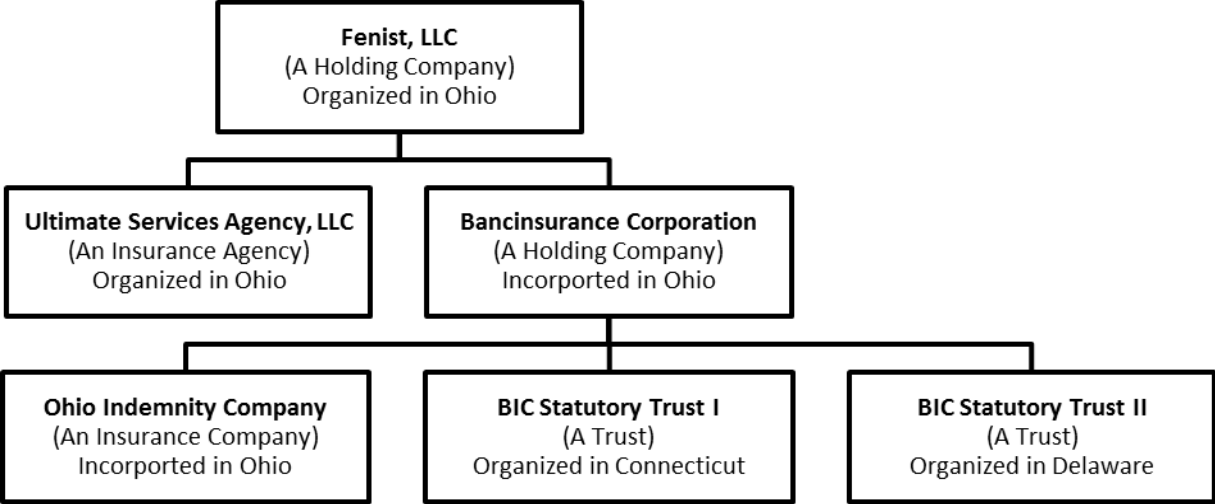 Fenist, LLC
(A Holding Company)
Organized in Ohio
Ultimate Services Agency, LLC
(An Insurance Agency)
Organized in Ohio
Bancinsurance Corporation
(A Holding Company)
Incorported in Ohio
Ohio Indemnity Company
(An Insurance Company)
Incorported in Ohio
BIC Statutory Trust I
(A Trust)
Organized in Connecticut
BIC Statutory Trust II
(A Trust)
Organized in Delaware